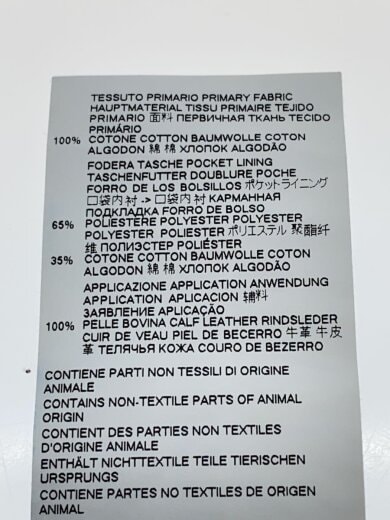 TESSUTO PRIMARIO PRIMARY FABRIC
HAUPTMATERIAL TISSU PRIMAIRE TEJIDO
PRIMARIO 面料 ПЕРВИЧНАЯ ТКАНЬ TECIDO
PRIMÁRIO
100% COTONE COTTON BAUMWOLLE COTON
ALGODON 綿 棉 ХЛОПОК ALGODÃO
FODERA TASCHE POCKET LINING
TASCHENFUTTER DOUBLURE POCHE
FORRO DE LOS BOLSILLOS ポケットライニング
口袋内衬 -> 口袋内衬 КАРМАННАЯ
ПОДКЛАДКА FORRO DE BOLSO
65% POLIESTERE POLYESTER POLYESTER
POLYESTER POLIESTER ポリエステル 聚酯纤
维 ПОЛИЭСТЕР POLIÉSTER
35% COTONE COTTON BAUMWOLLE COTON
ALGODON 綿 棉 ХЛОПОК ALGODÃO
APPLICAZIONE APPLICATION ANWENDUNG
APPLICATION APLICACION 辅料
ЗАЯВЛЕНИЕ APLICAÇÃO
100% PELLE BOVINA CALF LEATHER RINDSLEDER
CUIR DE VEAU PIEL DE BECERRO 牛革 牛皮
革 ТЕЛЯЧЬЯ КОЖА COURO DE BEZERRO
CONTIENE PARTI NON TESSILI DI ORIGINE
ANIMALE
CONTAINS NON-TEXTILE PARTS OF ANIMAL
ORIGIN
CONTIENT DES PARTIES NON TEXTILES
D'ORIGINE ANIMALE
ENTHÄLT NICHTTEXTILE TEILE TIERISCHEN
URSPRUNGS
CONTIENE PARTES NO TEXTILES DE ORIGEN
ANIMAL